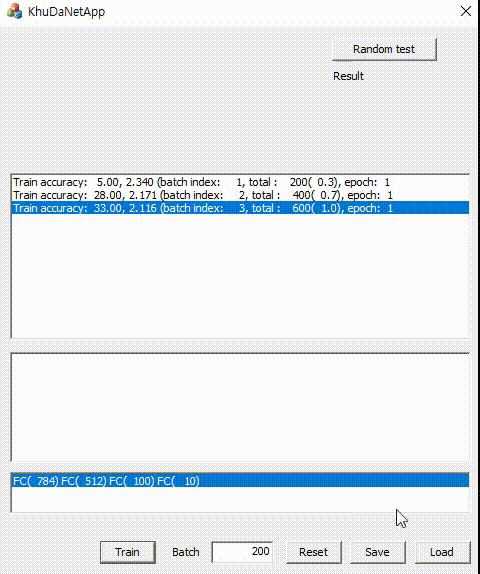 KhuDaNetApp
Random test
Result
Train accuracy: 5.00, 2.340 (batch index: 1, total : 200( 0.3), epoch: 1
Train accuracy: 28.00, 2.171 (batch index: 2, total : 400( 0.7), epoch: 1
Train accuracy: 33.00, 2.116 (batch index: 3, total : 600( 1.0), epoch: 1
FC( 784) FC( 512) FC( 100) FC( 10)
Train Batch 200 Reset Save Load